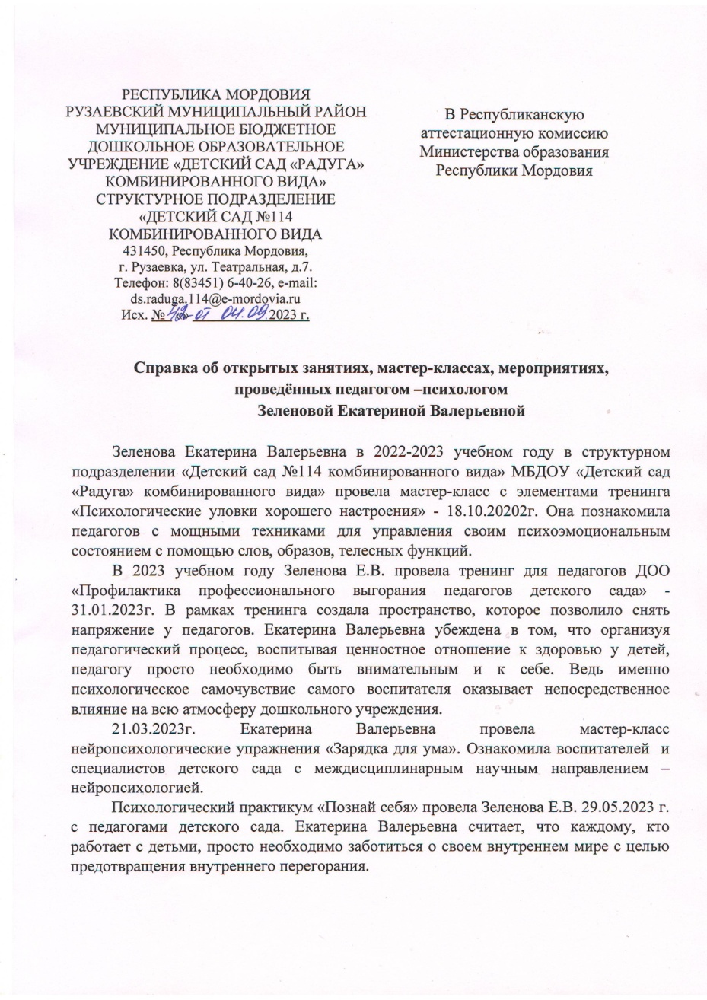 РЕСПУБЛИКА МОРДОВИЯ
РУЗАЕВСКИЙ МУНИЦИПАЛЬНЫЙ РАЙОН
МУНИЦИПАЛЬНОЕ БЮДЖЕТНОЕ
ДОШКОЛЬНОЕ ОБРАЗОВАТЕЛЬНОЕ
УЧРЕЖДЕНИЕ «ДЕТСКИЙ САД «РАДУГА»
КОМБИНИРОВАННОГО ВИДА»
СТРУКТУРНОЕ ПОДРАЗДЕЛЕНИЕ
«ДЕТСКИЙ САД №114
КОМБИНИРОВАННОГО ВИДА
431450, Республика Мордовия,
г. Рузаевка, ул. Театральная, д.7.
Телефон: 8(83451) 6-40-26, e-mail:
ds.raduga.114@e-mordovia.ru
Исх. № от 04.09.2023 г.
В Республиканскую
аттестационную комиссию
Министерства образования
Республики Мордовия
Справка об открытых занятиях, мастер-классах, мероприятиях,
проведённых педагогом –психологом
Зеленовой Екатериной Валерьевной
Зеленова Екатерина Валерьевна в 2022-2023 учебном году в структурном
подразделении «Детский сад №114 комбинированного вида» МБДОУ «Детский сад
«Радуга» комбинированного вида» провела мастер-класс с элементами тренинга
«Психологические уловки хорошего настроения» - 18.10.20202г. Она познакомила
педагогов с мощными техниками для управления своим психоэмоциональным
состоянием с помощью слов, образов, телесных функций.
В 2023 учебном году Зеленова Е.В. провела тренинг для педагогов ДОО
«Профилактика профессионального выгорания педагогов детского сада» -
31.01.2023г. В рамках тренинга создала пространство, которое позволило снять
напряжение у педагогов. Екатерина Валерьевна убеждена в том, что организуя
педагогический процесс, воспитывая ценностное отношение к здоровью у детей,
педагогу просто необходимо быть внимательным и к себе. Ведь именно
психологическое самочувствие самого воспитателя оказывает непосредственное
влияние на всю атмосферу дошкольного учреждения.
21.03.2023г. Екатерина Валерьевна провела мастер-класс
нейропсихологические упражнения «Зарядка для ума». Ознакомила воспитателей и
специалистов детского сада с междисциплинарным научным направлением –
нейропсихологией.
Психологический практикум «Познай себя» провела Зеленова Е.В. 29.05.2023 г.
с педагогами детского сада. Екатерина Валерьевна считает, что каждому, кто
работает с детьми, просто необходимо заботиться о своем внутреннем мире с целью
предотвращения внутреннего перегорания.